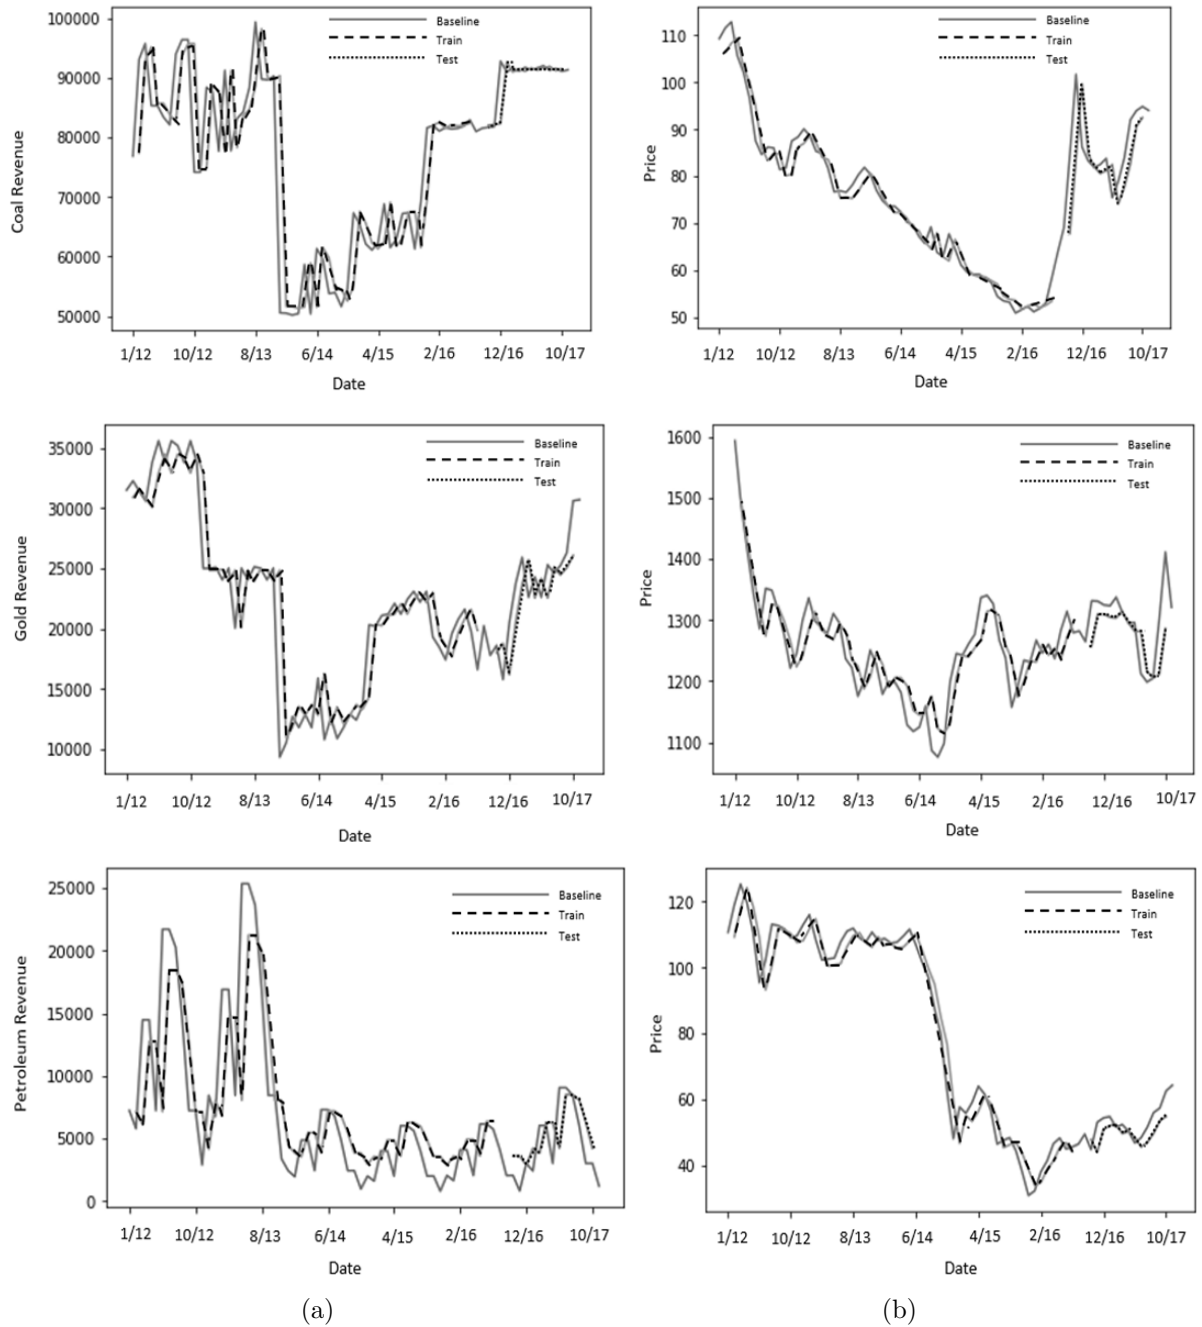 100000
90000
80000
70000
60000
50000
Coal Revenue
Baseline
Train
Test
1/12 10/12 8/13 6/14 4/15 2/16 12/16 10/17
Date
110
100
90
80
70
60
50
Price
Baseline
Train
Test
1/12 10/12 8/13 6/14 4/15 2/16 12/16 10/17
Date
35000
30000
25000
20000
15000
10000
Gold Revenue
Baseline
Train
Test
1/12 10/12 8/13 6/14 4/15 2/16 12/16 10/17
Date
1600
1500
1400
1300
1200
1100
Price
Baseline
Train
Test
1/12 10/12 8/13 6/14 4/15 2/16 12/16 10/17
Date
25000
20000
15000
10000
5000
0
Petroleum Revenue
Baseline
Train
Test
1/12 10/12 8/13 6/14 4/15 2/16 12/16 10/17
Date
120
100
80
60
40
Price
Baseline
Train
Test
1/12 10/12 8/13 6/14 4/15 2/16 12/16 10/17
Date
(a)
(b)